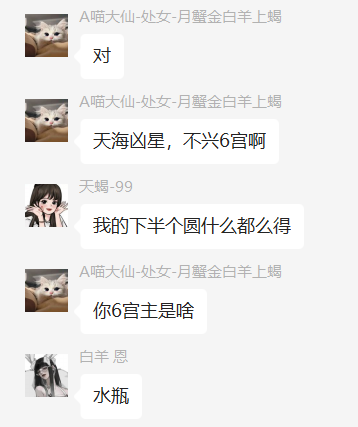 A喵大仙-处女-月蟹金白羊上蝎
对
A喵大仙-处女-月蟹金白羊上蝎
天海凶星，不兴6宫啊
天蝎-99
我的下半个圆什么都么得
A喵大仙-处女-月蟹金白羊上蝎
你6宫主是啥
白羊 恩
水瓶